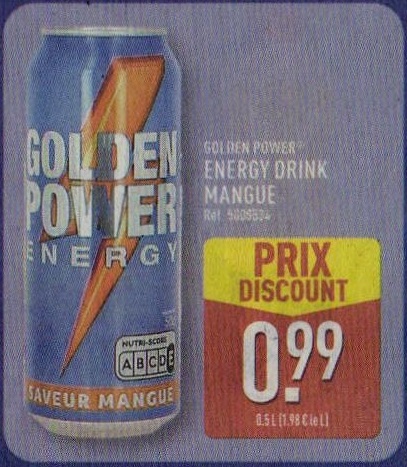 GOLDEN
POWER
ENERGY
NUTRI-SCORE
ABCDE
SAVEUR MANGUE
GOLDEN POWER®
ENERGY DRINK
MANGUE
PRIX
DISCOUNT
0.99
0.5 L (1,98 € le L)